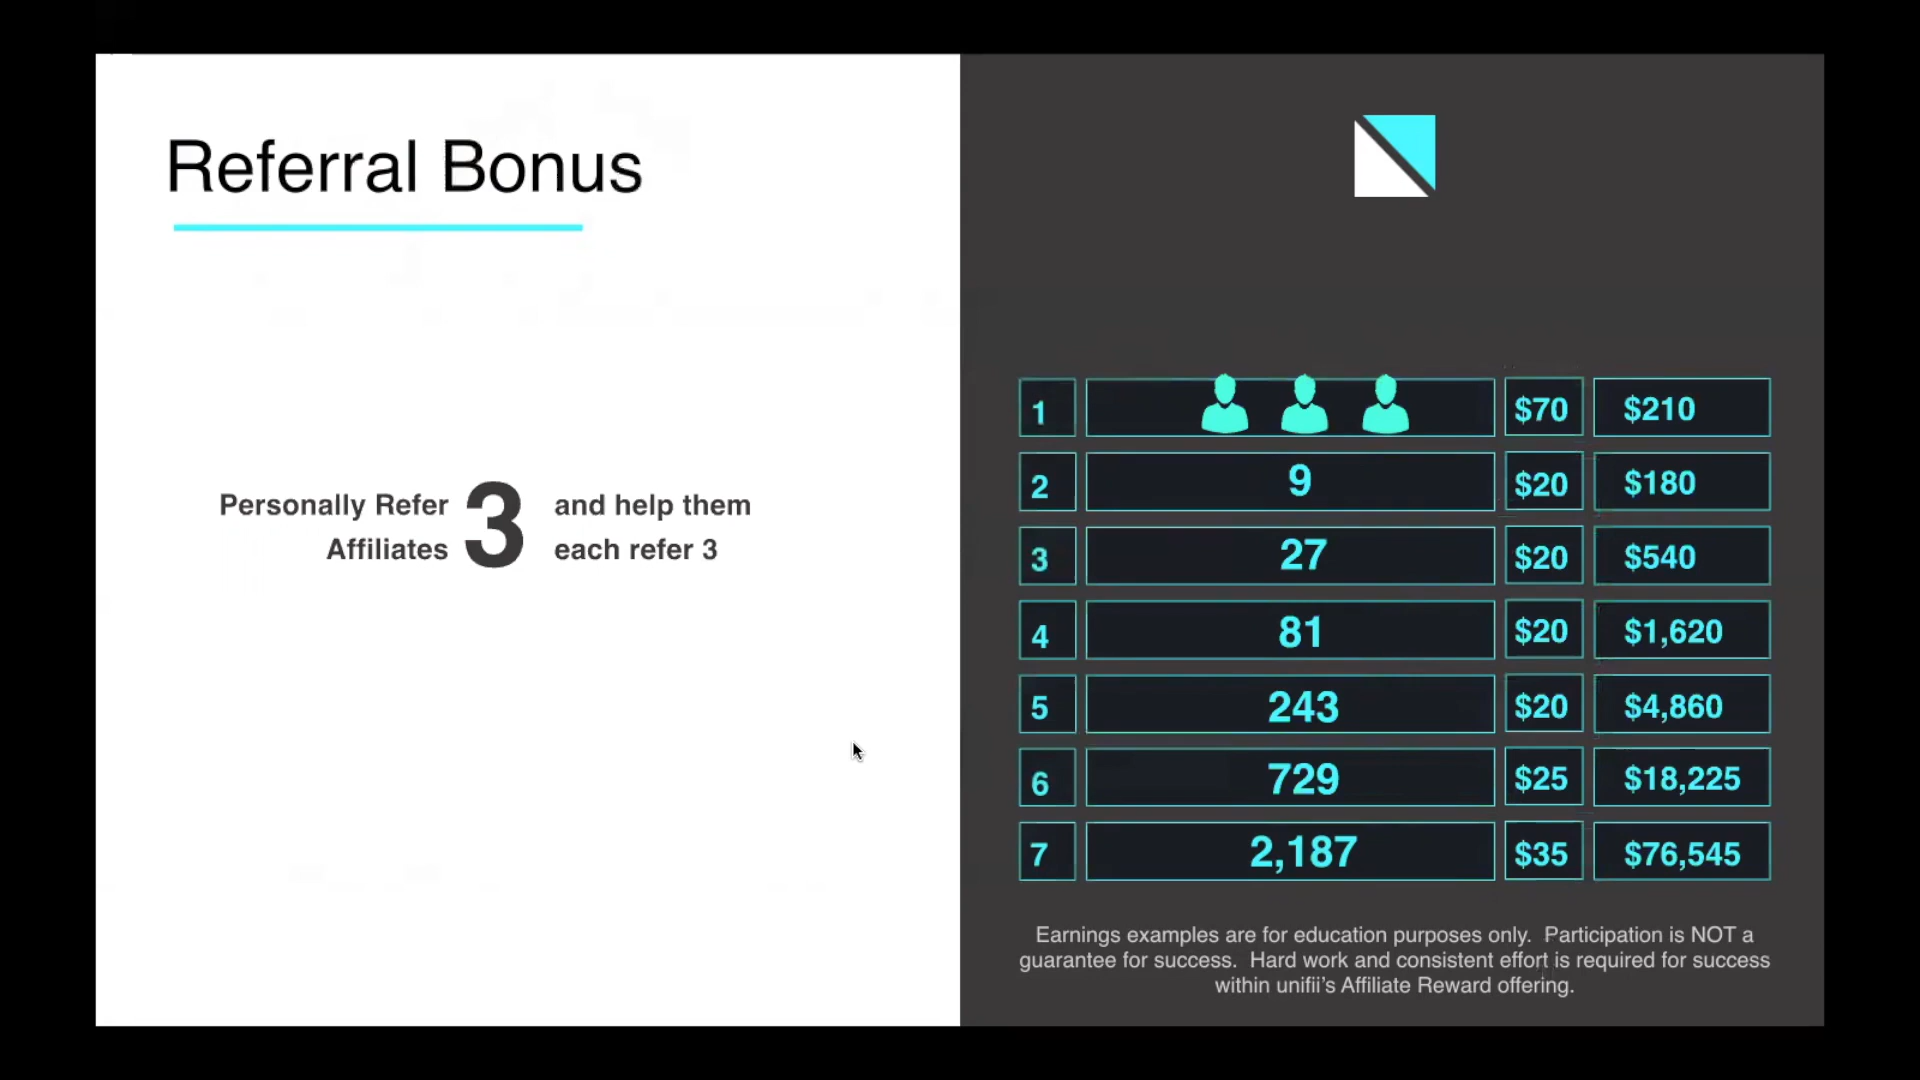 Referral Bonus
Personally Refer 3 and help them
Affiliates each refer 3
1 $70 $210
2 9 $20 $180
3 27 $20 $540
4 81 $20 $1,620
5 243 $20 $4,860
6 729 $25 $18,225
7 2,187 $35 $76,545
Earnings examples are for education purposes only. Participation is NOT a
guarantee for success. Hard work and consistent effort is required for success
within unifii's Affiliate Reward offering.